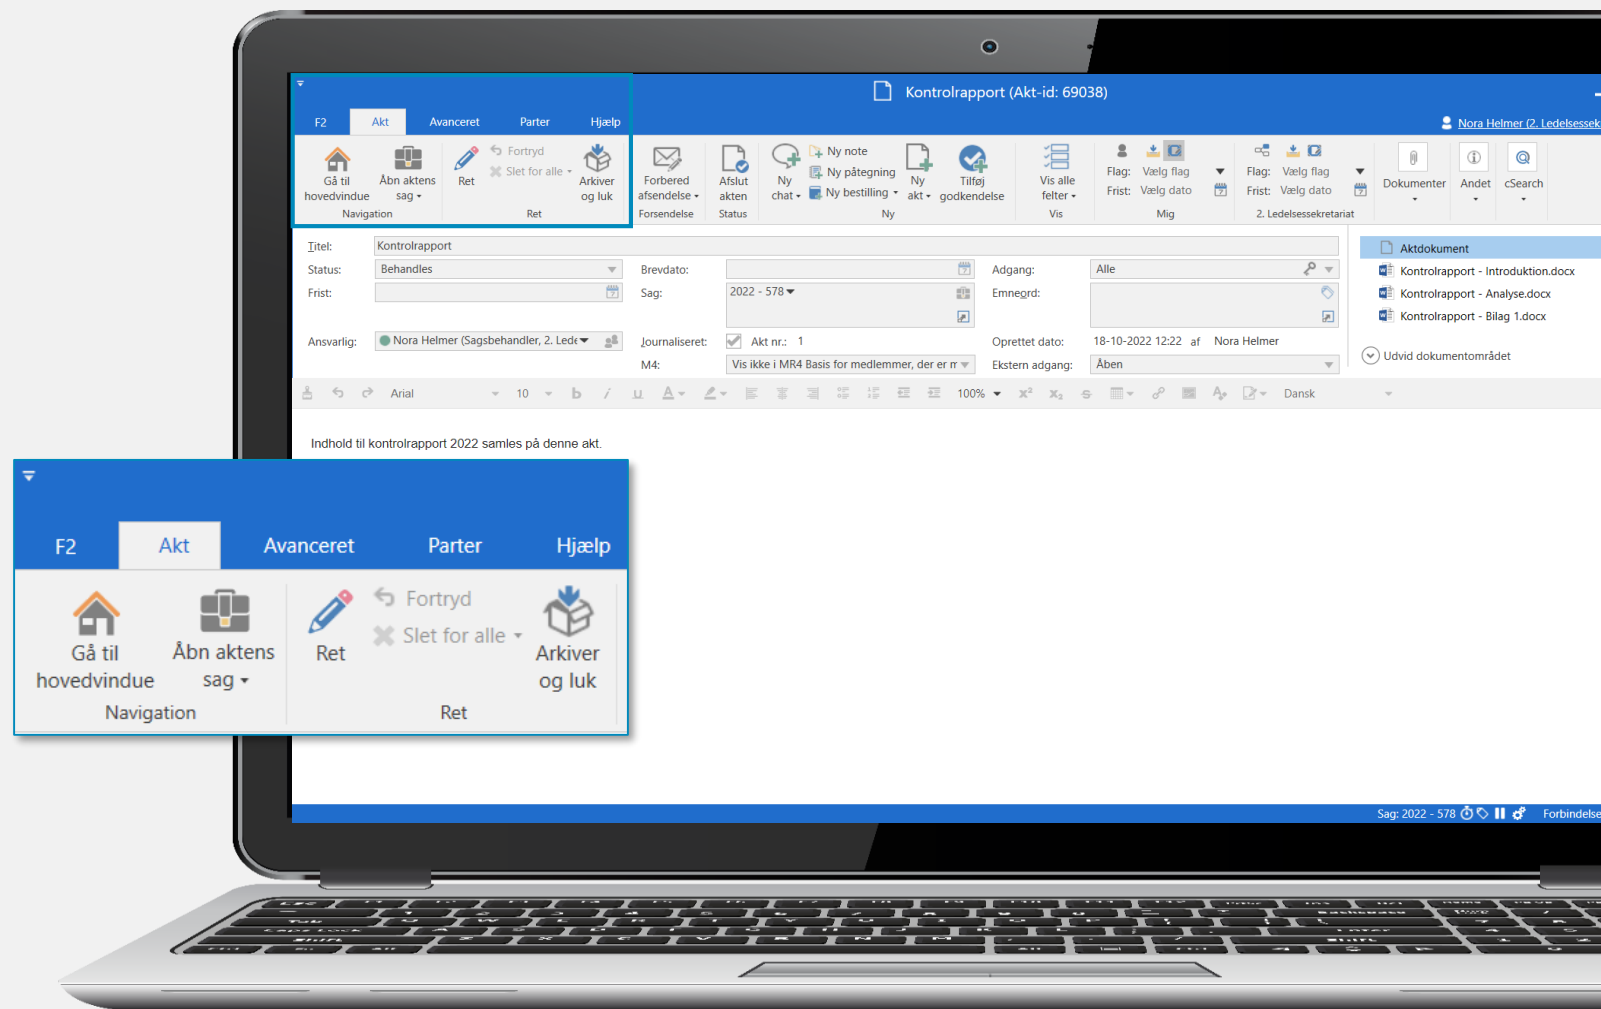 Kontrolrapport (Akt-id: 69038)
F2 Akt Avanceret Parter Hjælp
Nora Helmer (2.
Gå til hovedvindue
Åbn aktens sag
Navigation
Ret
Fortryd
Slet for alle
Arkiver og luk
Ret
Forbered afsendelse
Forsendelse
Afslut akten
Status
Ny chat
Ny note
Ny påtegning
Ny bestilling
Ny akt
Tilføj godkendelse
Ny
Vis alle felter
Vis
Flag: Vælg flag
Frist: Vælg dato
Mig
Flag: Vælg flag
Frist: Vælg dato
2. Ledelsessekretariat
Dokumenter
Andet
cSearch
Titel: Kontrolrapport
Status: Behandles
Brevdato:
Adgang: Alle
Frist:
Sag: 2022 - 578
Emneord:
Ansvarlig: Nora Helmer (Sagsbehandler, 2.
Journaliseret: Akt nr.: 1
Oprettet dato: 18-10-2022 12:22 af Nora Helmer
M4: Vis ikke i MR4 Basis for medlemmer, der er
Ekstern adgang: Åben
Aktdokument
Kontrolrapport - Introduktion.docx
Kontrolrapport - Analyse.docx
Kontrolrapport - Bilag 1.docx
Udvid dokumentområdet
Arial 10 b i u A 100% x² x₂ S Dansk
Indhold til kontrolrapport 2022 samles på denne akt.
F2 Akt Avanceret Parter Hjælp
Gå til
hovedvindue
Åbn aktens
sag
Navigation
Ret
Fortryd
Slet for alle
Arkiver
og luk
Ret
Sag: 2022 - 578 Forbindelse